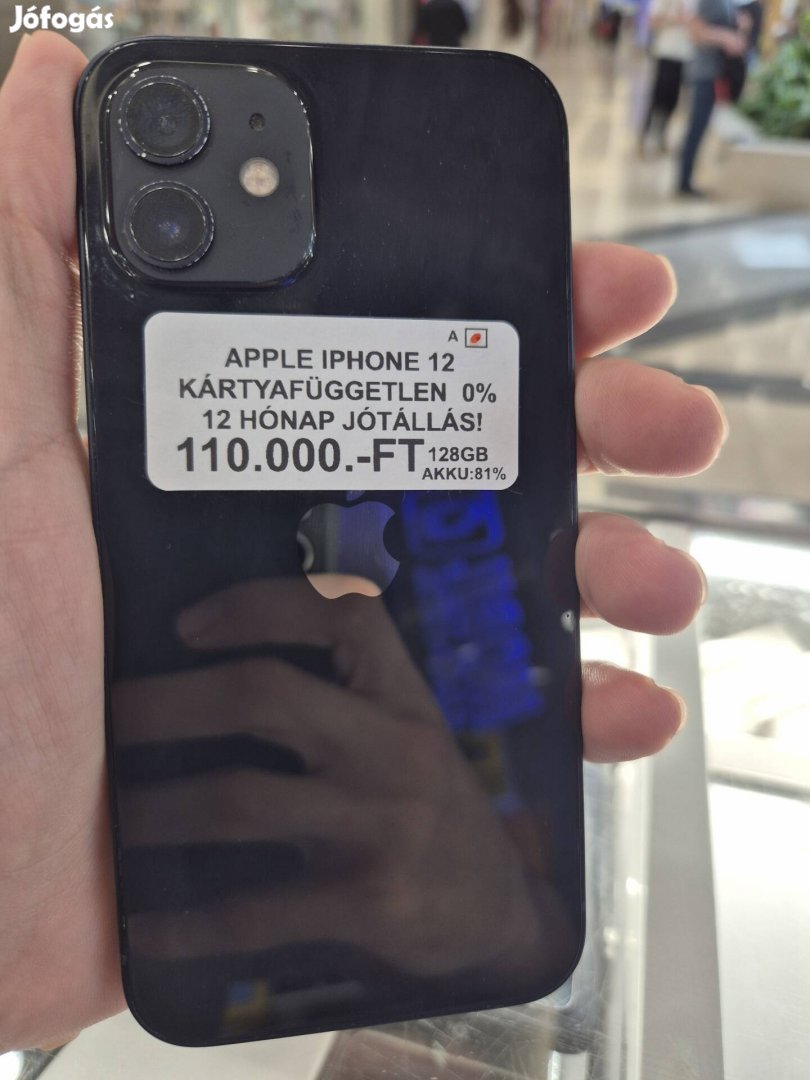 Jófogás
A
APPLE IPHONE 12
KÁRTYAFÜGGETLEN 0%
12 HÓNAP JÓTÁLLÁS!
110.000.-FT 128GB
AKKU:81%